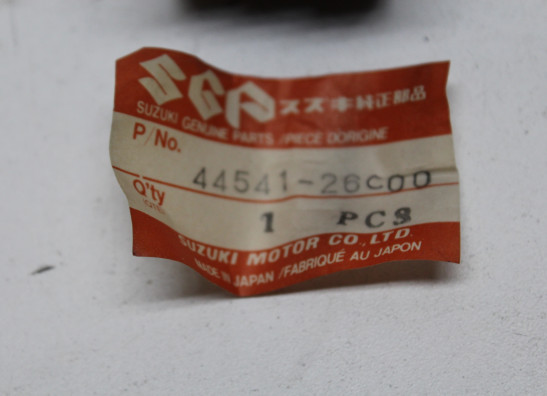 SGP スズキ純正部品
SUZUKI GENUINE PARTS / PIECE D'ORIGINE
P/No.
44541-26C00
Q'ty
1 PCS
SUZUKI MOTOR CO., LTD.
MADE IN JAPAN / FABRIQUÉ AU JAPON